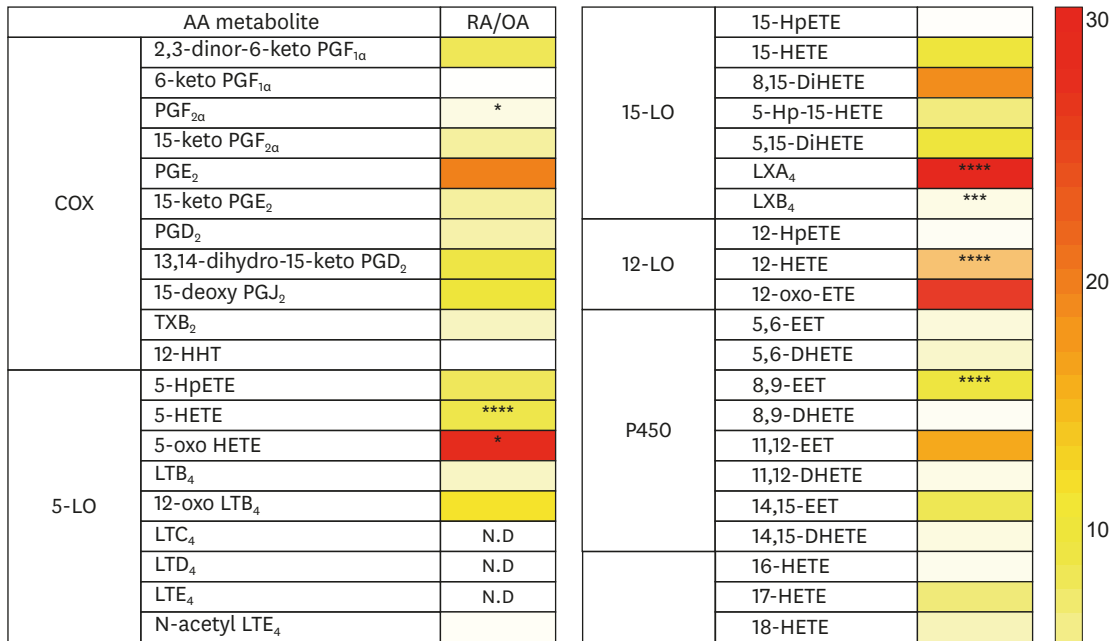 AA metabolite RA/OA
COX
2,3-dinor-6-keto PGF₁α
6-keto PGF₁α
PGF₂α *
15-keto PGF₂α
PGE₂
15-keto PGE₂
PGD₂
13,14-dihydro-15-keto PGD₂
15-deoxy PGJ₂
TXB₂
12-HHT
5-LO
5-HpETE
5-HETE ****
5-oxo HETE *
LTB₄
12-oxo LTB₄
LTC₄ N.D
LTD₄ N.D
LTE₄ N.D
N-acetyl LTE₄
15-LO
15-HpETE
15-HETE
8,15-DiHETE
5-Hp-15-HETE
5,15-DiHETE
LXA₄ ****
LXB₄ ***
12-LO
12-HpETE
12-HETE ****
12-oxo-ETE
P450
5,6-EET
5,6-DHETE
8,9-EET ****
8,9-DHETE
11,12-EET
11,12-DHETE
14,15-EET
14,15-DHETE
16-HETE
17-HETE
18-HETE
30
20
10